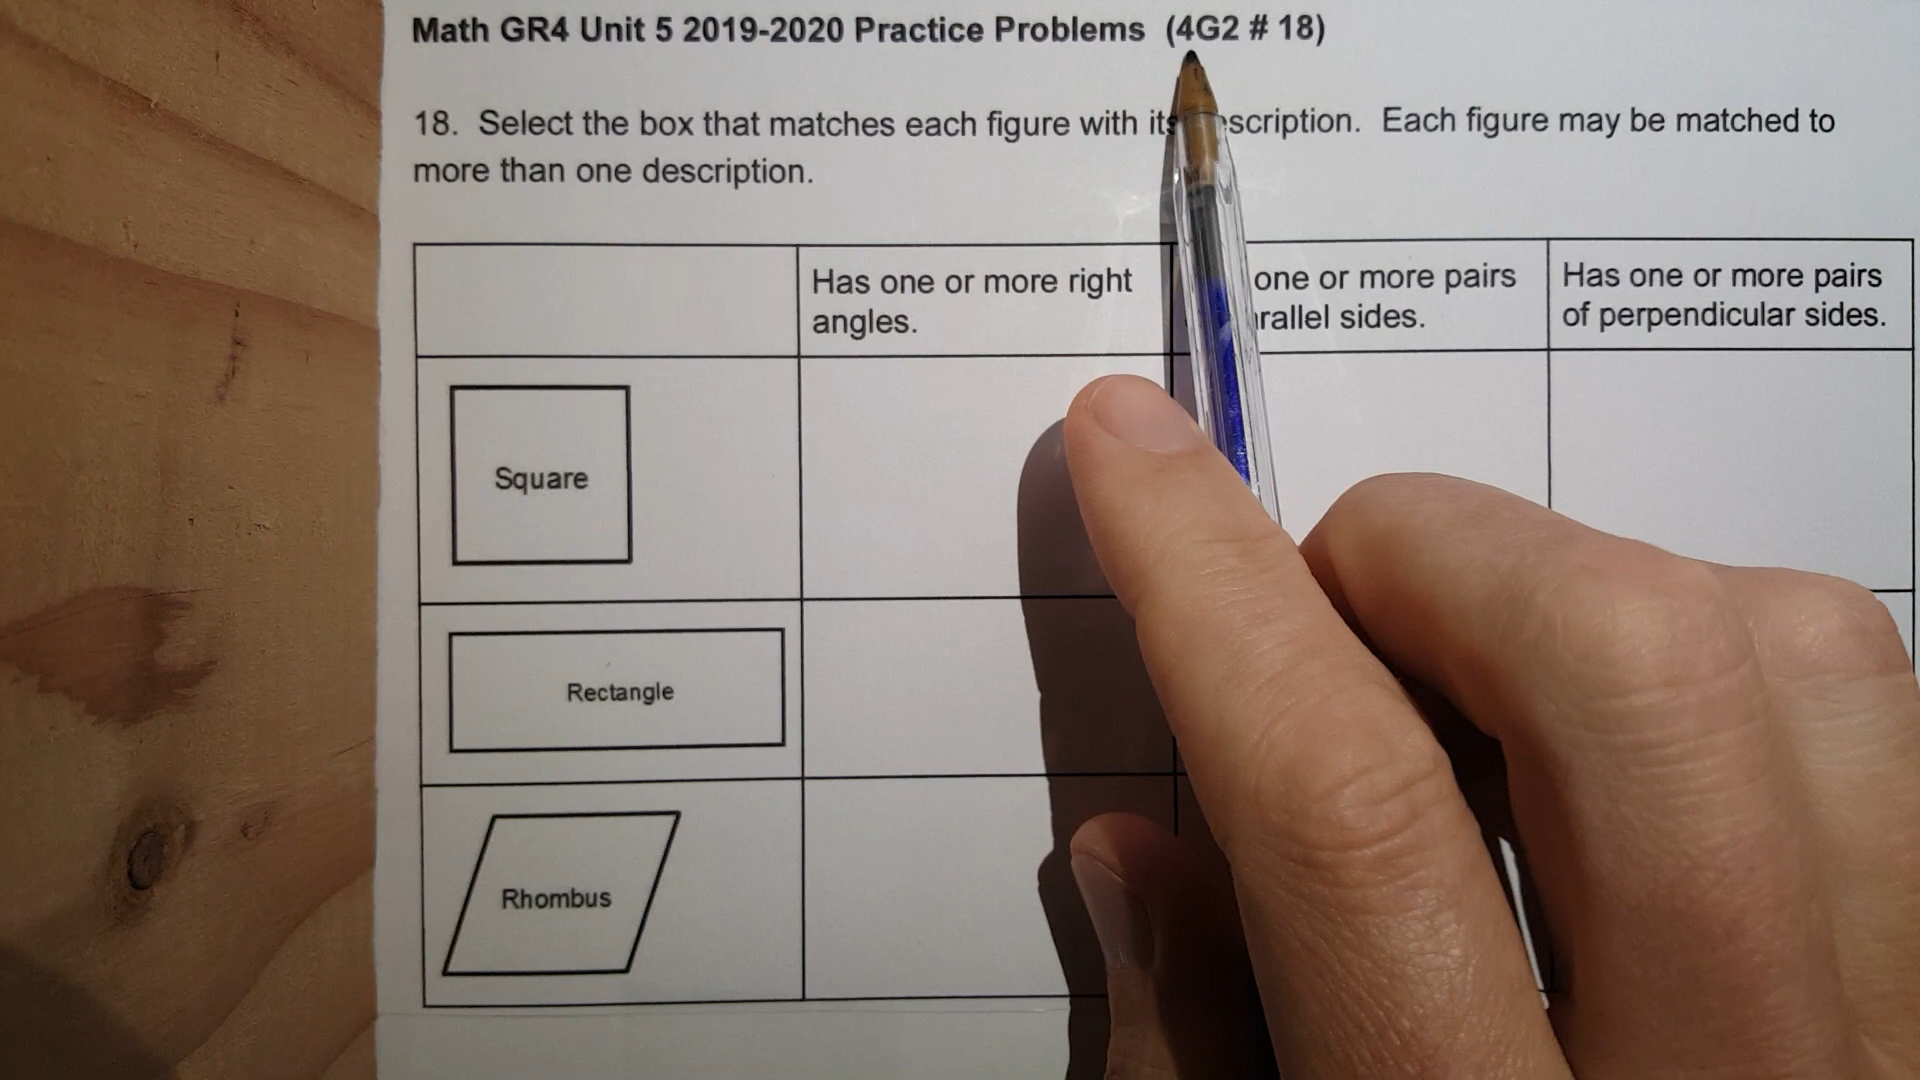 Math GR4 Unit 5 2019-2020 Practice Problems (4G2 # 18)
18. Select the box that matches each figure with its scription. Each figure may be matched to
more than one description.
Has one or more right
angles.
one or more pairs
rallel sides.
Has one or more pairs
of perpendicular sides.
Square
Rectangle
Rhombus